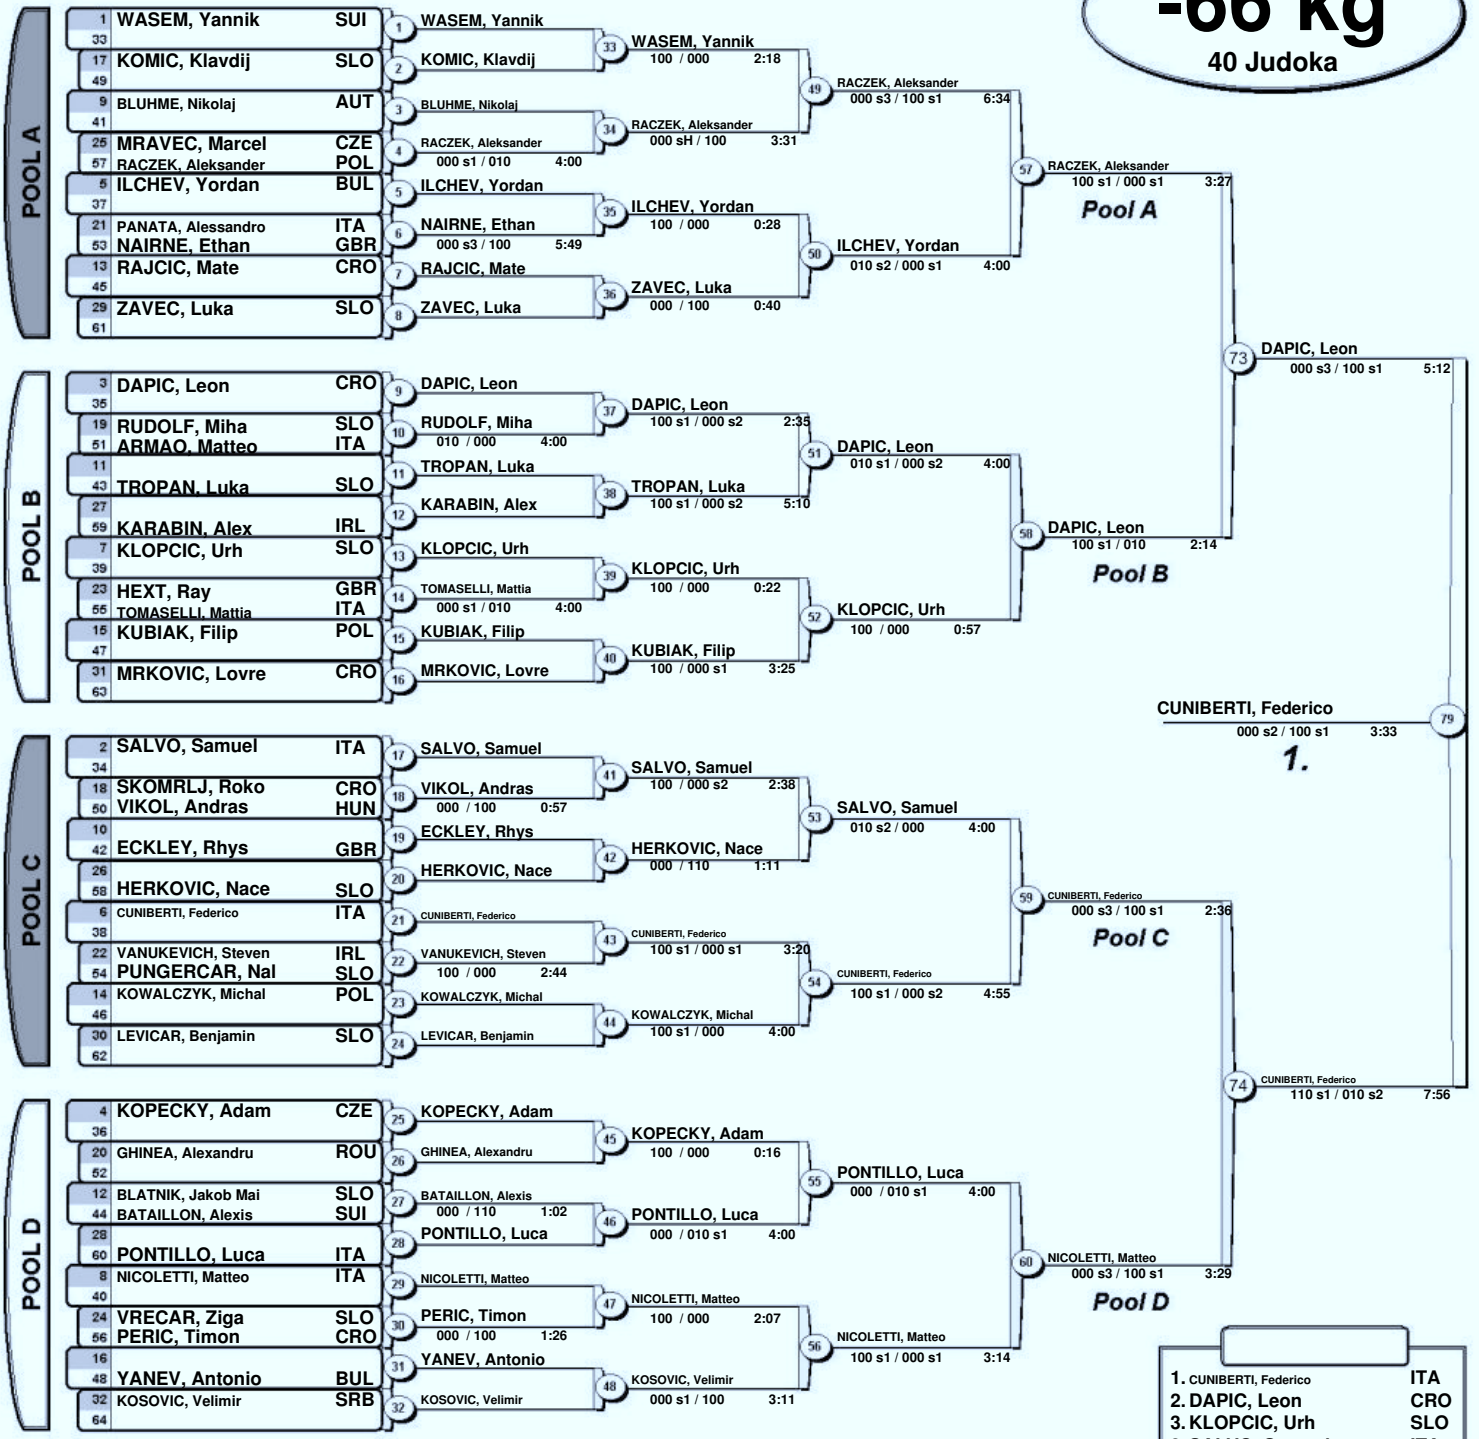 -66 kg
40 Judoka
POOL A
1 WASEM, Yannik SUI
33
17 KOMIC, Klavdij SLO
49
9 BLUHME, Nikolaj AUT
41
25 MRAVEC, Marcel CZE
57 RACZEK, Aleksander POL
5 ILCHEV, Yordan BUL
37
21 PANATA, Alessandro ITA
53 NAIRNE, Ethan GBR
13 RAJCIC, Mate CRO
45
29 ZAVEC, Luka SLO
61
1 WASEM, Yannik
2 KOMIC, Klavdij
3 BLUHME, Nikolaj
4 RACZEK, Aleksander
000 s1 / 010 4:00
5 ILCHEV, Yordan
6 NAIRNE, Ethan
000 s3 / 100 5:49
7 RAJCIC, Mate
8 ZAVEC, Luka
33 WASEM, Yannik
100 / 000 2:18
34 RACZEK, Aleksander
000 sH / 100 3:31
35 ILCHEV, Yordan
100 / 000 0:28
36 ZAVEC, Luka
000 / 100 0:40
49 RACZEK, Aleksander
000 s3 / 100 s1 6:34
50 ILCHEV, Yordan
010 s2 / 000 s1 4:00
57 RACZEK, Aleksander
100 s1 / 000 s1 3:27
Pool A
POOL B
3 DAPIC, Leon CRO
35
19 RUDOLF, Miha SLO
51 ARMAO, Matteo ITA
11
43 TROPAN, Luka SLO
27
59 KARABIN, Alex IRL
7 KLOPCIC, Urh SLO
39
23 HEXT, Ray GBR
55 TOMASELLI, Mattia ITA
15 KUBIAK, Filip POL
47
31 MRKOVIC, Lovre CRO
63
9 DAPIC, Leon
10 RUDOLF, Miha
010 / 000 4:00
11 TROPAN, Luka
12 KARABIN, Alex
13 KLOPCIC, Urh
14 TOMASELLI, Mattia
000 s1 / 010 4:00
15 KUBIAK, Filip
16 MRKOVIC, Lovre
37 DAPIC, Leon
100 s1 / 000 s2 2:35
38 TROPAN, Luka
100 s1 / 000 s2 5:10
39 KLOPCIC, Urh
100 / 000 0:22
40 KUBIAK, Filip
100 / 000 s1 3:25
51 DAPIC, Leon
010 s1 / 000 s2 4:00
52 KLOPCIC, Urh
100 / 000 0:57
58 DAPIC, Leon
100 s1 / 010 2:14
Pool B
73 DAPIC, Leon
000 s3 / 100 s1 5:12
CUNIBERTI, Federico 79
000 s2 / 100 s1 3:33
1.
POOL C
2 SALVO, Samuel ITA
34
18 SKOMRLJ, Roko CRO
50 VIKOL, Andras HUN
10
42 ECKLEY, Rhys GBR
26
58 HERKOVIC, Nace SLO
6 CUNIBERTI, Federico ITA
38
22 VANUKEVICH, Steven IRL
54 PUNGERCAR, Nal SLO
14 KOWALCZYK, Michal POL
46
30 LEVICAR, Benjamin SLO
62
17 SALVO, Samuel
18 VIKOL, Andras
000 / 100 0:57
19 ECKLEY, Rhys
20 HERKOVIC, Nace
21 CUNIBERTI, Federico
22 VANUKEVICH, Steven
100 / 000 2:44
23 KOWALCZYK, Michal
24 LEVICAR, Benjamin
41 SALVO, Samuel
100 / 000 s2 2:38
42 HERKOVIC, Nace
000 / 110 1:11
43 CUNIBERTI, Federico
100 s1 / 000 s1 3:20
44 KOWALCZYK, Michal
100 s1 / 000 4:00
53 SALVO, Samuel
010 s2 / 000 4:00
54 CUNIBERTI, Federico
100 s1 / 000 s2 4:55
59 CUNIBERTI, Federico
000 s3 / 100 s1 2:36
Pool C
POOL D
4 KOPECKY, Adam CZE
36
20 GHINEA, Alexandru ROU
52
12 BLATNIK, Jakob Mai SLO
44 BATAILLON, Alexis SUI
28
60 PONTILLO, Luca ITA
8 NICOLETTI, Matteo ITA
40
24 VRECAR, Ziga SLO
56 PERIC, Timon CRO
16
48 YANEV, Antonio BUL
32 KOSOVIC, Velimir SRB
64
25 KOPECKY, Adam
26 GHINEA, Alexandru
27 BATAILLON, Alexis
000 / 110 1:02
28 PONTILLO, Luca
29 NICOLETTI, Matteo
30 PERIC, Timon
000 / 100 1:26
31 YANEV, Antonio
32 KOSOVIC, Velimir
45 KOPECKY, Adam
100 / 000 0:16
46 PONTILLO, Luca
000 / 010 s1 4:00
47 NICOLETTI, Matteo
100 / 000 2:07
48 KOSOVIC, Velimir
000 s1 / 100 3:11
55 PONTILLO, Luca
000 / 010 s1 4:00
56 NICOLETTI, Matteo
100 s1 / 000 s1 3:14
60 NICOLETTI, Matteo
000 s3 / 100 s1 3:29
Pool D
74 CUNIBERTI, Federico
110 s1 / 010 s2 7:56
1. CUNIBERTI, Federico ITA
2. DAPIC, Leon CRO
3. KLOPCIC, Urh SLO